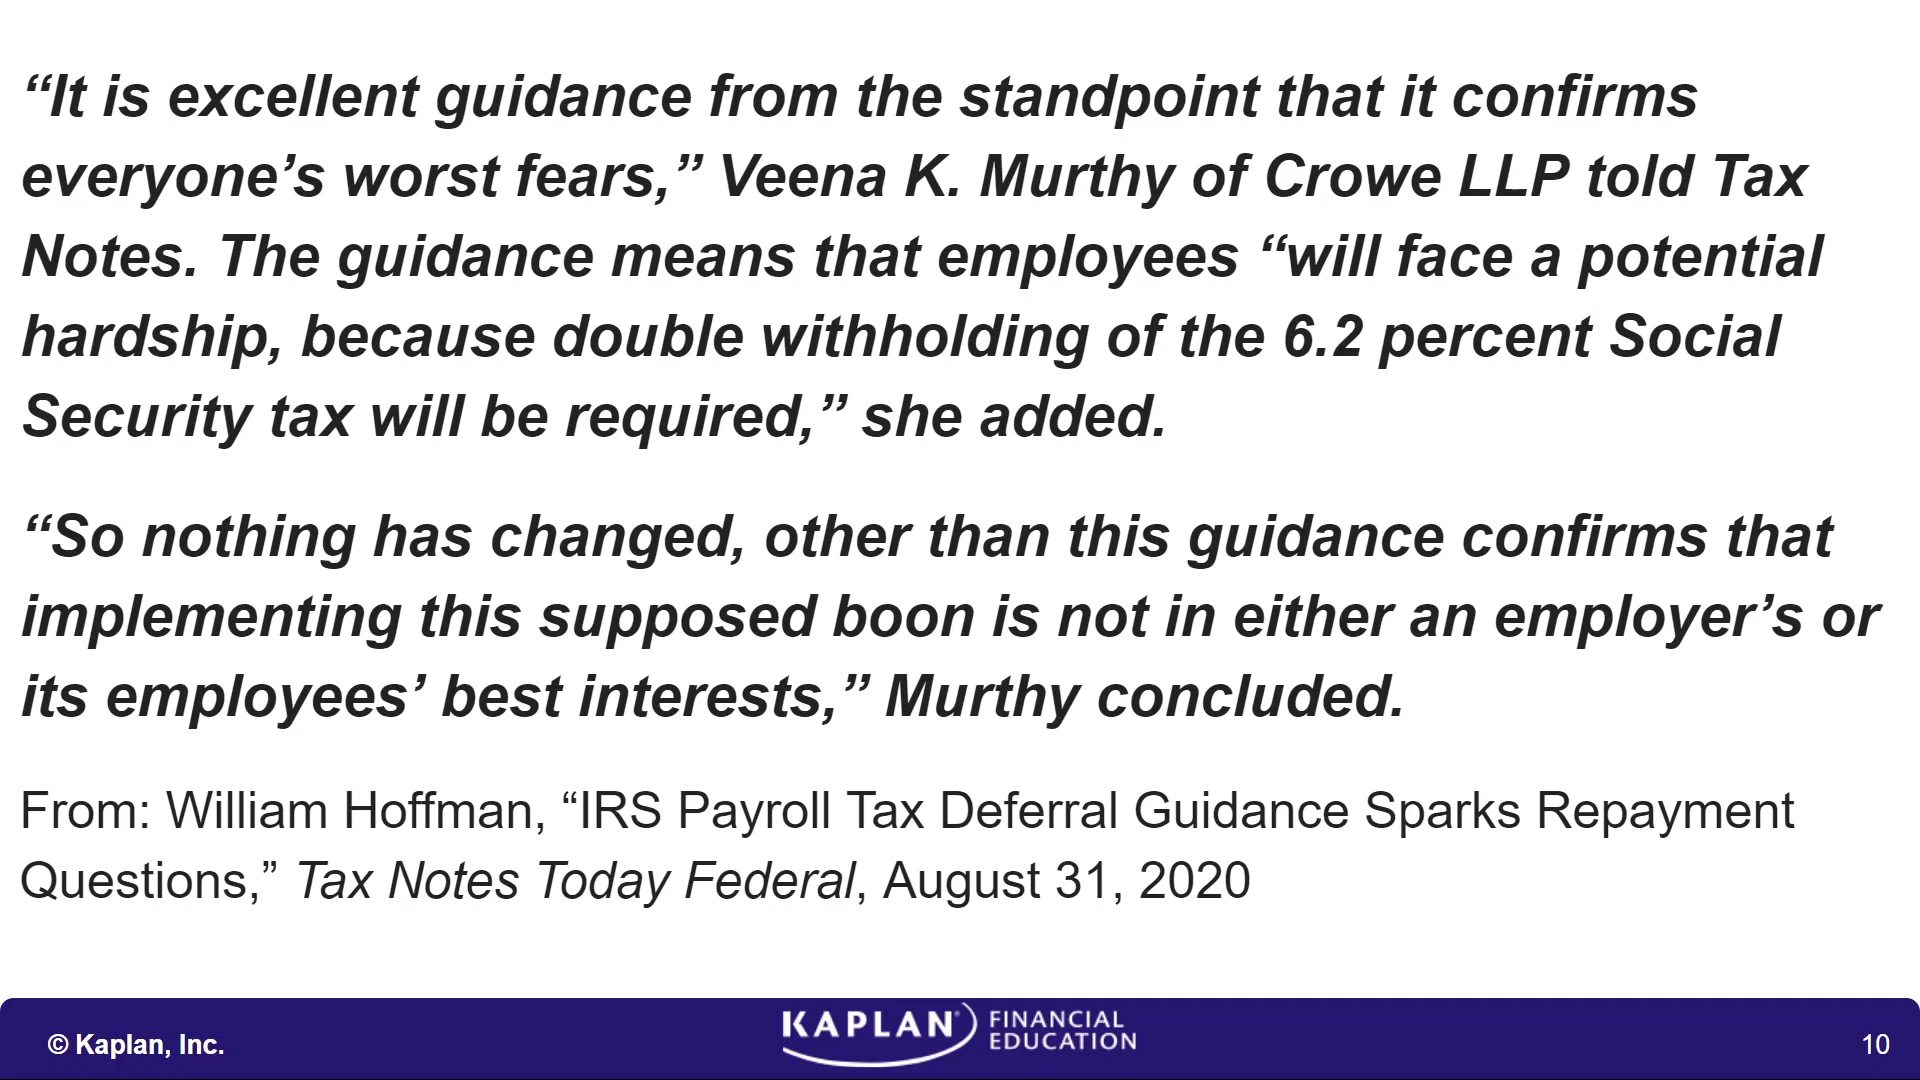 “It is excellent guidance from the standpoint that it confirms
everyone’s worst fears,” Veena K. Murthy of Crowe LLP told Tax
Notes. The guidance means that employees “will face a potential
hardship, because double withholding of the 6.2 percent Social
Security tax will be required,” she added.
“So nothing has changed, other than this guidance confirms that
implementing this supposed boon is not in either an employer’s or
its employees’ best interests,” Murthy concluded.
From: William Hoffman, “IRS Payroll Tax Deferral Guidance Sparks Repayment
Questions,” Tax Notes Today Federal, August 31, 2020
© Kaplan, Inc.
KAPLAN® FINANCIAL
EDUCATION
10